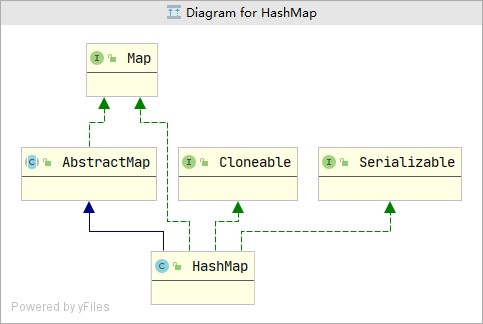 Diagram for HashMap
I Map
C AbstractMap
I Cloneable
I Serializable
C HashMap
Powered by yFiles